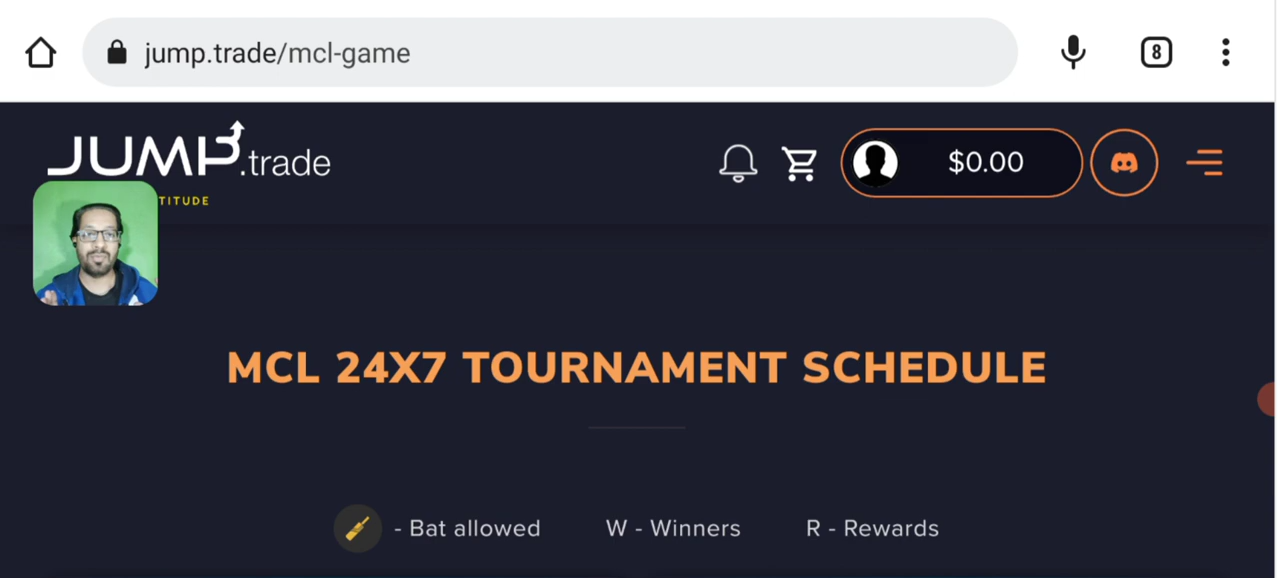 jump.trade/mcl-game
8
JUMP.trade
TITUDE
$0.00
MCL 24X7 TOURNAMENT SCHEDULE
- Bat allowed
W - Winners
R - Rewards